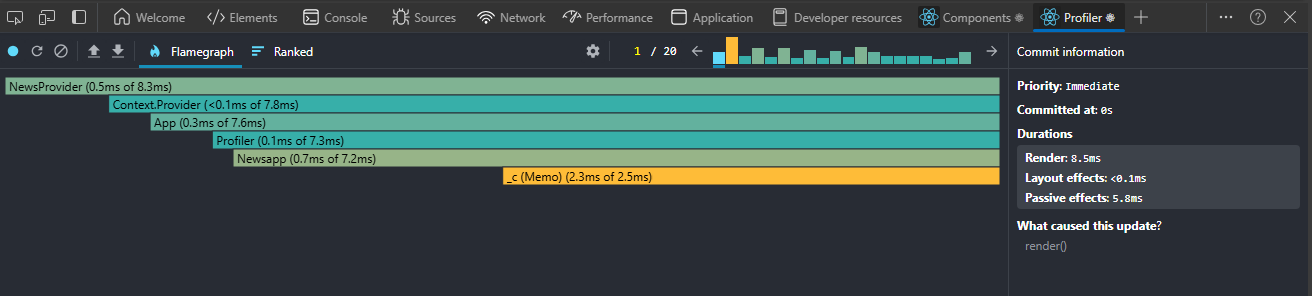 Welcome Elements Console Sources Network Performance Application Developer resources Components Profiler
Flamegraph Ranked 1 / 20 Commit information
NewsProvider (0.5ms of 8.3ms)
Context.Provider (<0.1ms of 7.8ms)
App (0.3ms of 7.6ms)
Profiler (0.1ms of 7.3ms)
Newsapp (0.7ms of 7.2ms)
_c (Memo) (2.3ms of 2.5ms)
Priority: Immediate
Committed at: 0s
Durations
Render: 8.5ms
Layout effects: <0.1ms
Passive effects: 5.8ms
What caused this update?
render()